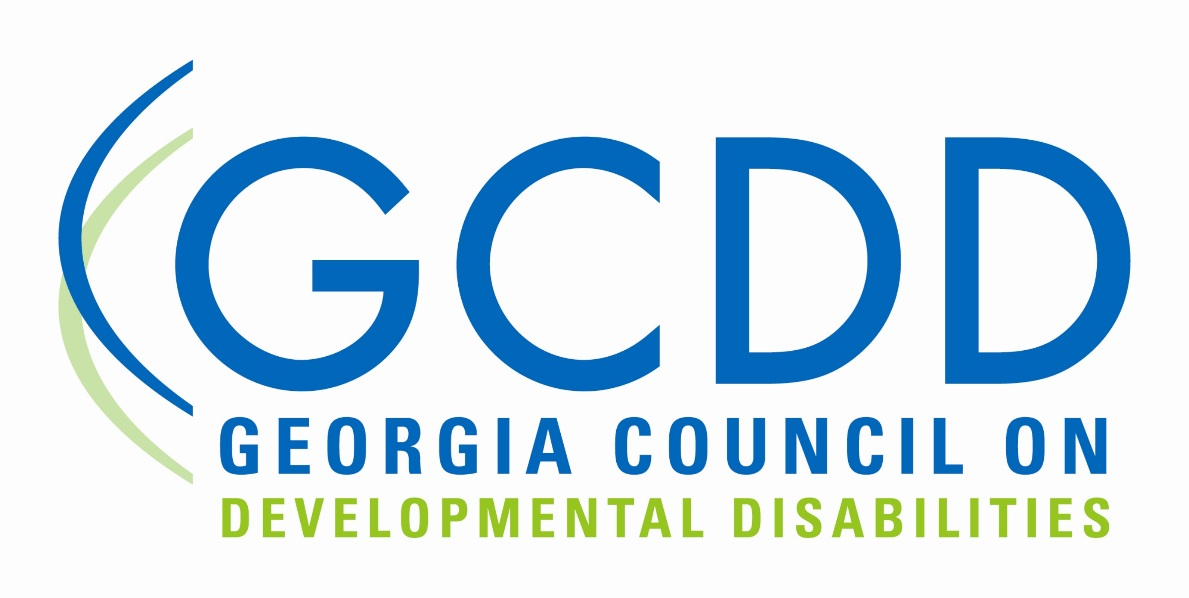 GCDD
GEORGIA COUNCIL ON
DEVELOPMENTAL DISABILITIES